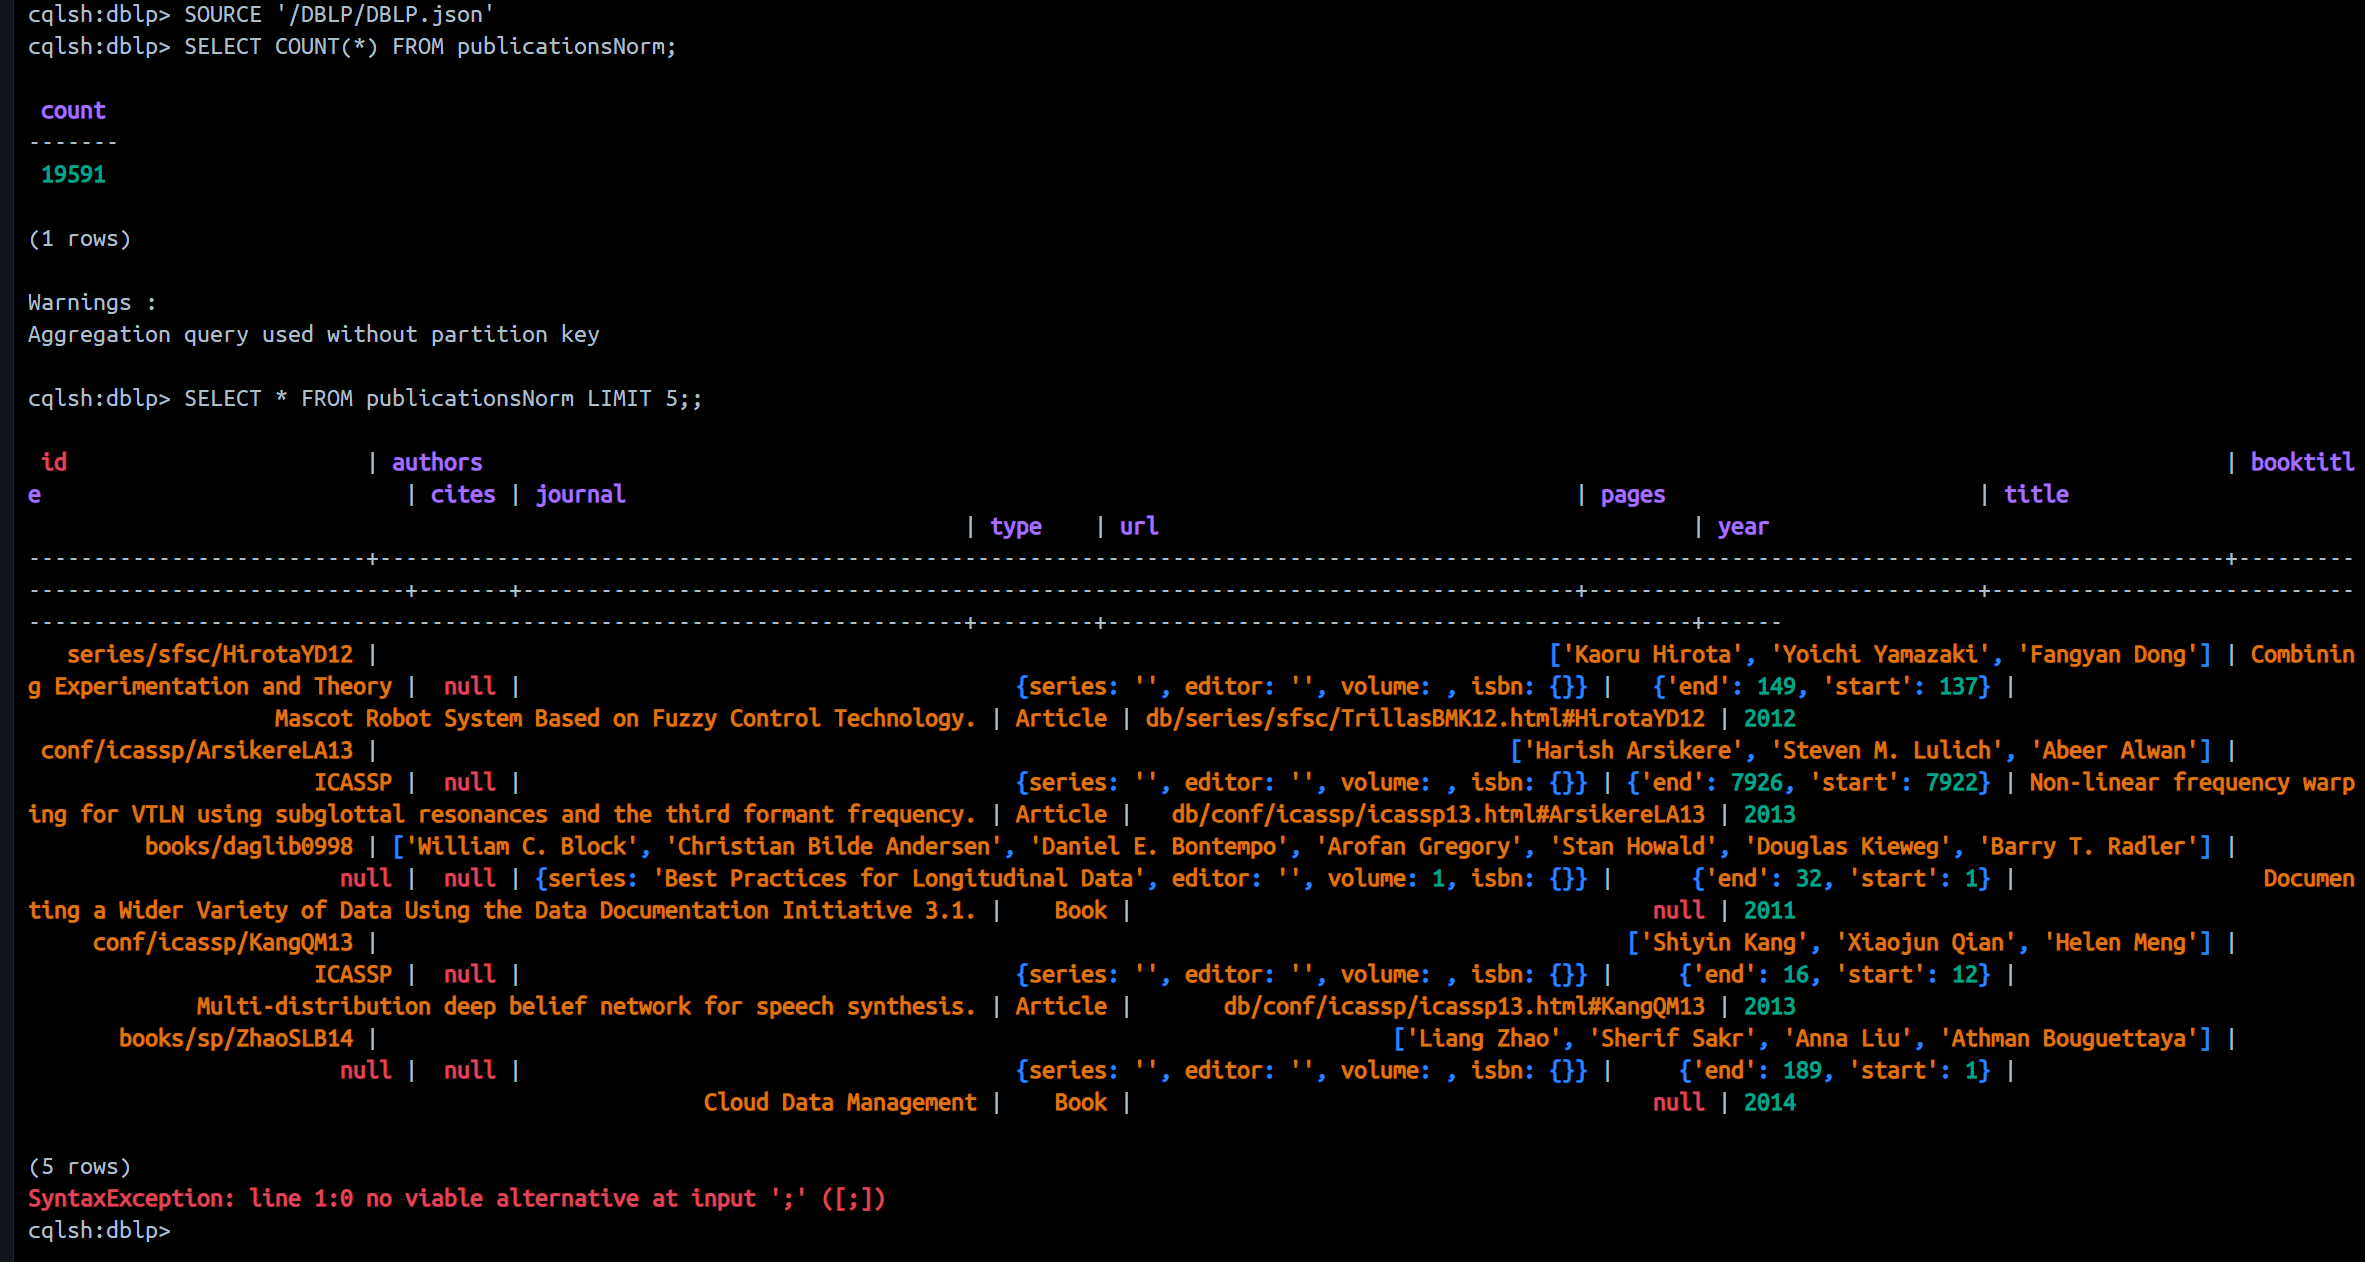 cqlsh:dblp> SOURCE '/DBLP/DBLP.json'
cqlsh:dblp> SELECT COUNT(*) FROM publicationsNorm;
count
-------
19591
(1 rows)
Warnings :
Aggregation query used without partition key
cqlsh:dblp> SELECT * FROM publicationsNorm LIMIT 5;;
id | authors | booktitl
e | cites | journal | pages | title
| type | url | year
--------------------------+----------------------------------------------------------------------------------------------------------------------------------------------+---------
-----------------------------+-------+---------------------------------------------------------------------------------+------------------------------+----------------------------
------------------------------------------------------------------------+---------+---------------------------------------------+------
series/sfsc/HirotaYD12 | ['Kaoru Hirota', 'Yoichi Yamazaki', 'Fangyan Dong'] | Combinin
g Experimentation and Theory | null | {series: '', editor: '', volume: , isbn: {}} | {'end': 149, 'start': 137} |
Mascot Robot System Based on Fuzzy Control Technology. | Article | db/series/sfsc/TrillasBMK12.html#HirotaYD12 | 2012
conf/icassp/ArsikereLA13 | ['Harish Arsikere', 'Steven M. Lulich', 'Abeer Alwan'] |
ICASSP | null | {series: '', editor: '', volume: , isbn: {}} | {'end': 7926, 'start': 7922} | Non-linear frequency warp
ing for VTLN using subglottal resonances and the third formant frequency. | Article | db/conf/icassp/icassp13.html#ArsikereLA13 | 2013
books/daglib0998 | ['William C. Block', 'Christian Bilde Andersen', 'Daniel E. Bontempo', 'Arofan Gregory', 'Stan Howald', 'Douglas Kieweg', 'Barry T. Radler'] |
null | null | {series: 'Best Practices for Longitudinal Data', editor: '', volume: 1, isbn: {}} | {'end': 32, 'start': 1} | Documen
ting a Wider Variety of Data Using the Data Documentation Initiative 3.1. | Book | null | 2011
conf/icassp/KangQM13 | ['Shiyin Kang', 'Xiaojun Qian', 'Helen Meng'] |
ICASSP | null | {series: '', editor: '', volume: , isbn: {}} | {'end': 16, 'start': 12} |
Multi-distribution deep belief network for speech synthesis. | Article | db/conf/icassp/icassp13.html#KangQM13 | 2013
books/sp/ZhaoSLB14 | ['Liang Zhao', 'Sherif Sakr', 'Anna Liu', 'Athman Bouguettaya'] |
null | null | {series: '', editor: '', volume: , isbn: {}} | {'end': 189, 'start': 1} |
Cloud Data Management | Book | null | 2014
(5 rows)
SyntaxException: line 1:0 no viable alternative at input ';' ([;])
cqlsh:dblp>